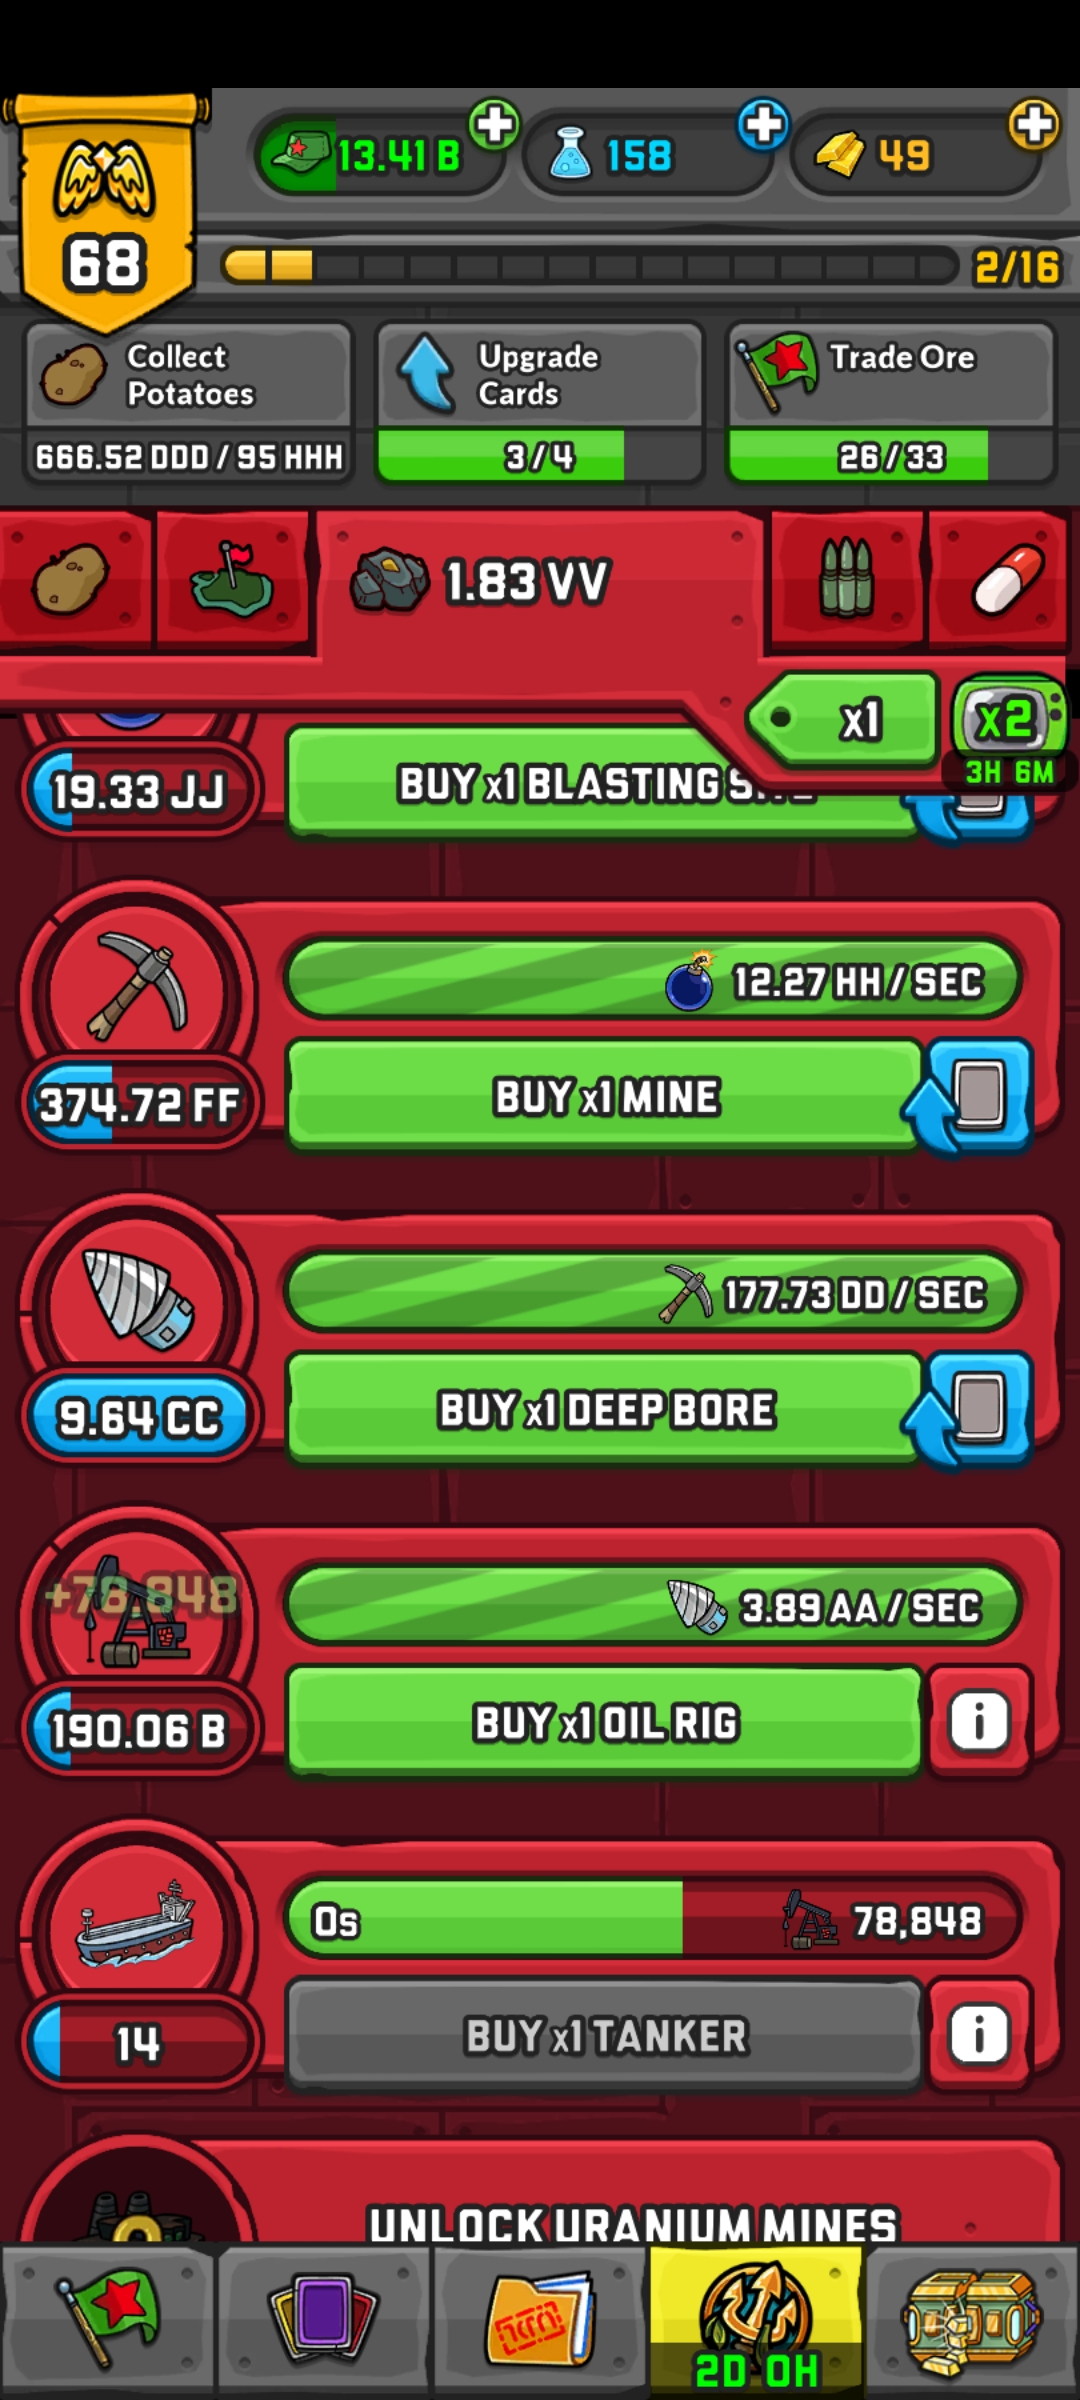 13.41 B
158
49
68
2/16
Collect
Potatoes
666.52 DDD / 95 HHH
Upgrade
Cards
3/4
Trade Ore
26/33
1.83 VV
x1
x2
3H 6M
19.33 JJ
BUY x1 BLASTING
12.27 HH / SEC
374.72 FF
BUY x1 MINE
177.73 DD / SEC
9.64 CC
BUY x1 DEEP BORE
+78,848
3.89 AA / SEC
190.06 B
BUY x1 OIL RIG
i
0s
78,848
14
BUY x1 TANKER
i
UNLOCK URANIUM MINES
2D 0H